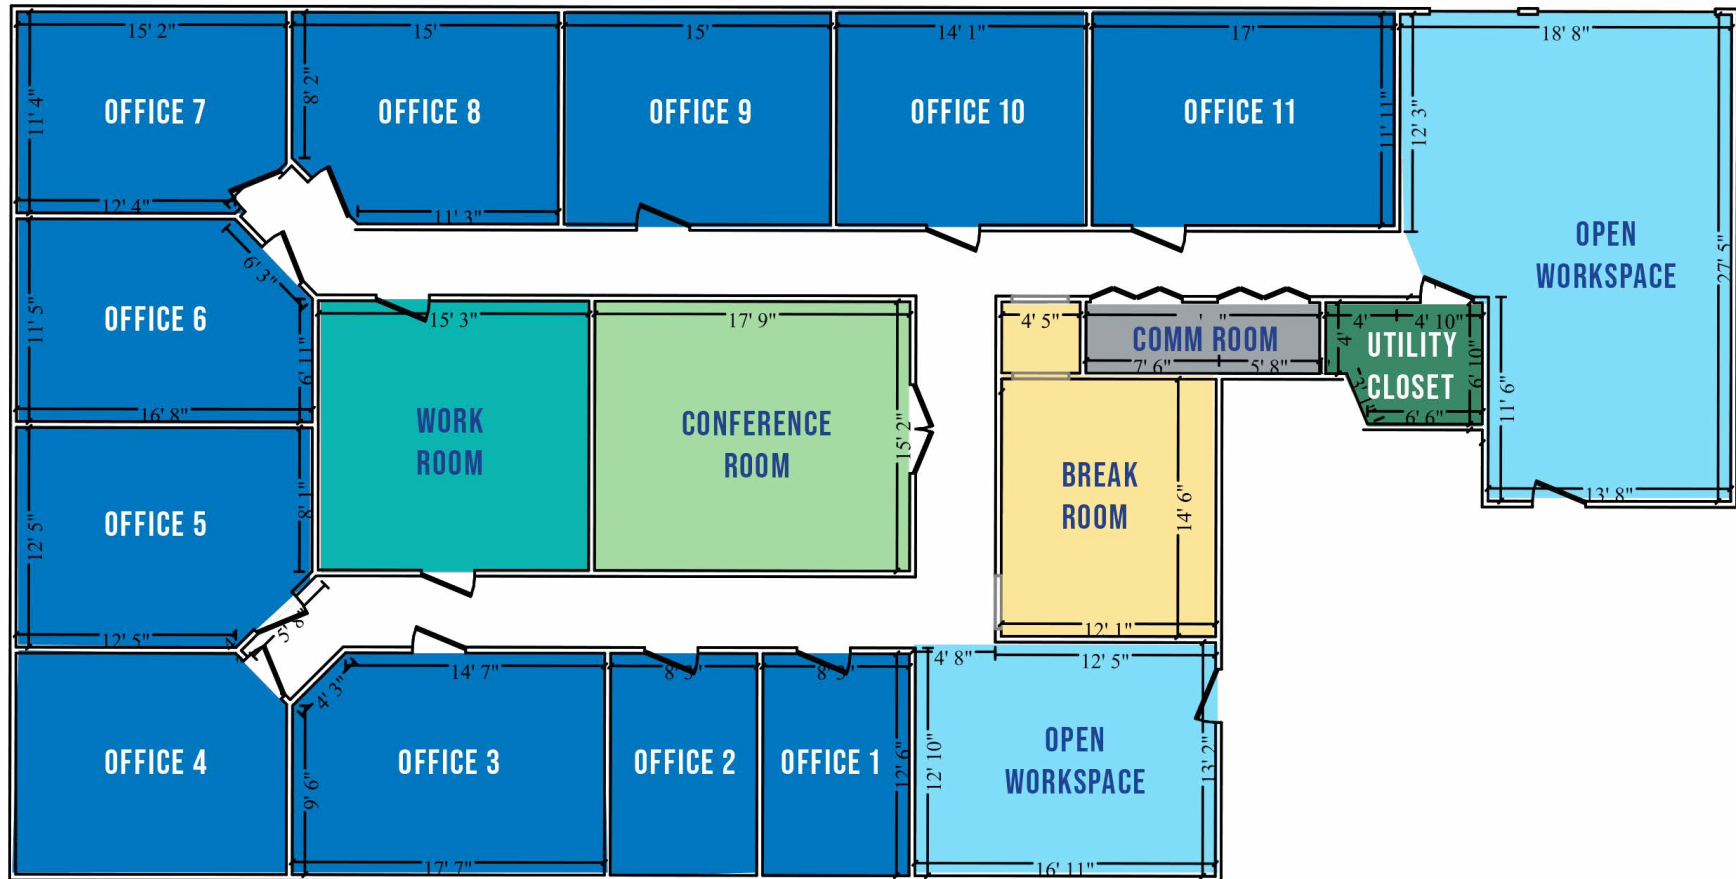 15' 2"
15'
15'
14' 1"
17'
18' 8"
11' 4"
8' 2"
11' 11"
12' 3"
OFFICE 7
OFFICE 8
OFFICE 9
OFFICE 10
OFFICE 11
12' 4"
11' 3"
OPEN
WORKSPACE
27' 5"
6' 3"
11' 5"
OFFICE 6
6' 11"
16' 8"
15' 3"
17' 9"
4' 5"
COMM ROOM
7' 6"
5' 8"
4'
4' 10"
4'
UTILITY
CLOSET
6' 10"
3' 1"
6' 6"
11' 6"
13' 8"
WORK
ROOM
CONFERENCE
ROOM
15' 2"
BREAK
ROOM
14' 6"
12' 1"
12' 5"
OFFICE 5
8' 1"
12' 5"
5' 8"
4' 3"
14' 7"
8' 3"
8' 3"
4' 8"
12' 5"
OFFICE 4
OFFICE 3
OFFICE 2
OFFICE 1
9' 6"
17' 7"
12' 6"
12' 10"
OPEN
WORKSPACE
13' 2"
16' 11"